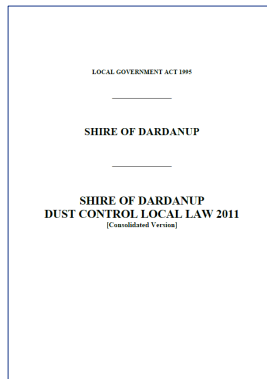 LOCAL GOVERNMENT ACT 1995
SHIRE OF DARDANUP
SHIRE OF DARDANUP
DUST CONTROL LOCAL LAW 2011
[Consolidated Version]